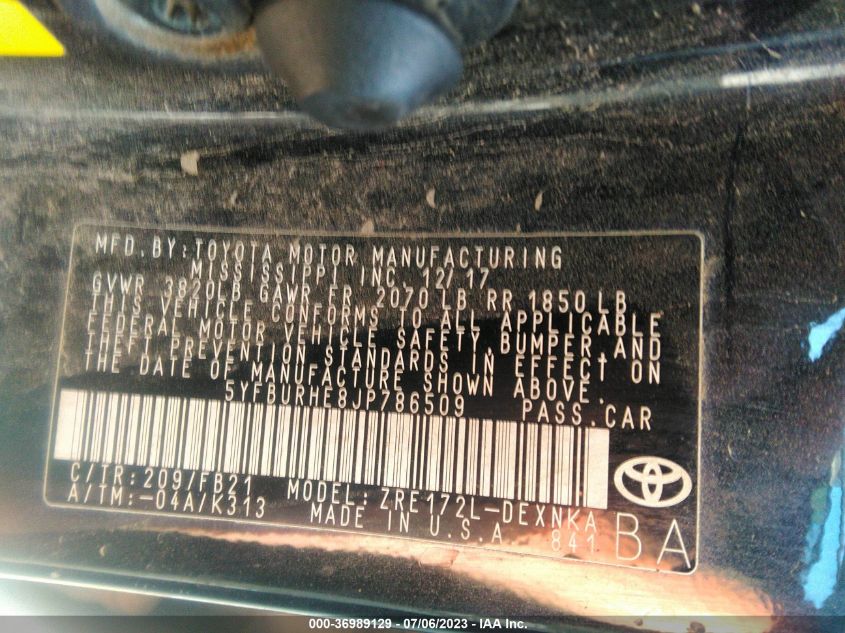 MFD. BY: TOYOTA MOTOR MANUFACTURING
MISSISSIPPI INC. 12/17
GVWR 3820LB GAWR FR 2070 LB RR 1850 LB
THIS VEHICLE CONFORMS TO ALL APPLICABLE
FEDERAL MOTOR VEHICLE SAFETY, BUMPER, AND
THEFT PREVENTION STANDARDS IN EFFECT ON
THE DATE OF MANUFACTURE SHOWN ABOVE.
5YFBURHE8JP786509 PASS. CAR
C/TR: 209/FB21 MODEL: ZRE172L-DEXNKA
A/TM: -04A/K313 MADE IN U.S.A. 841
BA
000-36989129 - 07/06/2023 - IAA Inc.